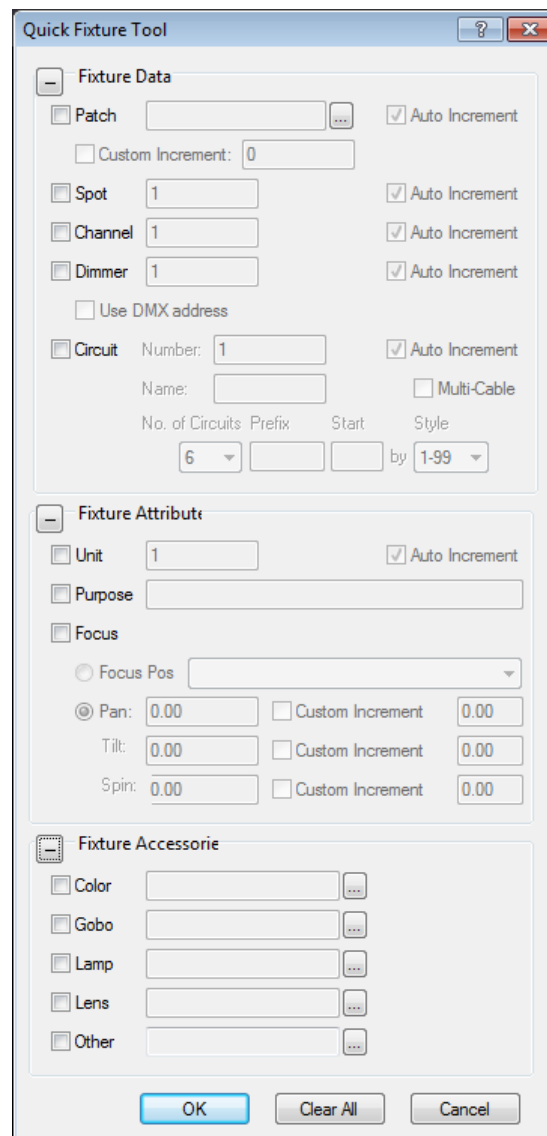 Quick Fixture Tool ?
Fixture Data
Patch ... Auto Increment
Custom Increment: 0
Spot 1 Auto Increment
Channel 1 Auto Increment
Dimmer 1 Auto Increment
Use DMX address
Circuit Number: 1 Auto Increment
Name: Multi-Cable
No. of Circuits Prefix Start Style
6 by 1-99
Fixture Attribute
Unit 1 Auto Increment
Purpose
Focus
Focus Pos
Pan: 0.00 Custom Increment 0.00
Tilt: 0.00 Custom Increment 0.00
Spin: 0.00 Custom Increment 0.00
Fixture Accessorie
Color ...
Gobo ...
Lamp ...
Lens ...
Other ...
OK Clear All Cancel